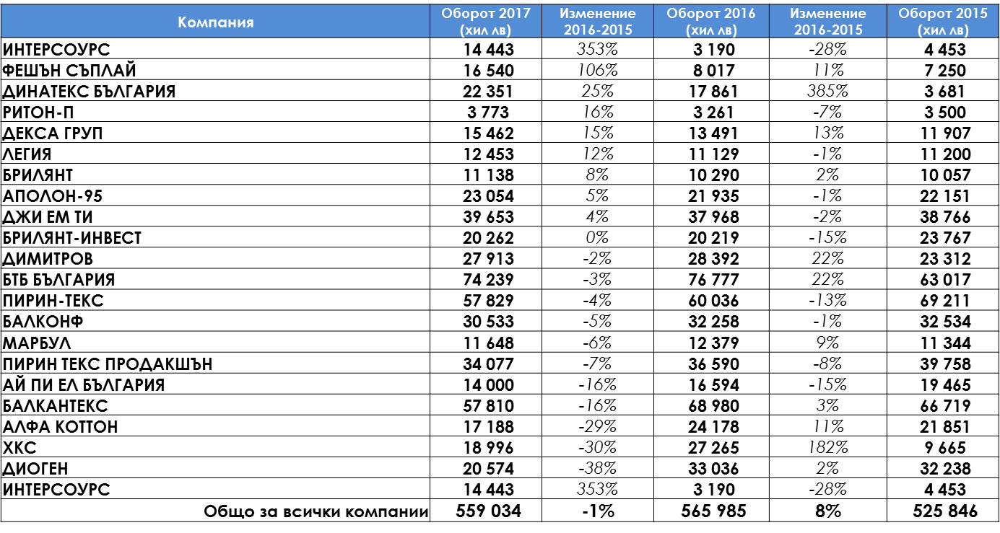 Компания Оборот 2017 (хил лв) Изменение 2016-2015 Оборот 2016 (хил лв) Изменение 2016-2015 Оборот 2015 (хил лв)
ИНТЕРСОУРС 14 443 353% 3 190 -28% 4 453
ФЕШЪН СЪПЛАЙ 16 540 106% 8 017 11% 7 250
ДИНАТЕКС БЪЛГАРИЯ 22 351 25% 17 861 385% 3 681
РИТОН-П 3 773 16% 3 261 -7% 3 500
ДЕКСА ГРУП 15 462 15% 13 491 13% 11 907
ЛЕГИЯ 12 453 12% 11 129 -1% 11 200
БРИЛЯНТ 11 138 8% 10 290 2% 10 057
АПОЛОН-95 23 054 5% 21 935 -1% 22 151
ДЖИ ЕМ ТИ 39 653 4% 37 968 -2% 38 766
БРИЛЯНТ-ИНВЕСТ 20 262 0% 20 219 -15% 23 767
ДИМИТРОВ 27 913 -2% 28 392 22% 23 312
БТБ БЪЛГАРИЯ 74 239 -3% 76 777 22% 63 017
ПИРИН-ТЕКС 57 829 -4% 60 036 -13% 69 211
БАЛКОНФ 30 533 -5% 32 258 -1% 32 534
МАРБУЛ 11 648 -6% 12 379 9% 11 344
ПИРИН ТЕКС ПРОДАКШЪН 34 077 -7% 36 590 -8% 39 758
АЙ ПИ ЕЛ БЪЛГАРИЯ 14 000 -16% 16 594 -15% 19 465
БАЛКАНТЕКС 57 810 -16% 68 980 3% 66 719
АЛФА КОТТОН 17 188 -29% 24 178 11% 21 851
ХКС 18 996 -30% 27 265 182% 9 665
ДИОГЕН 20 574 -38% 33 036 2% 32 238
ИНТЕРСОУРС 14 443 353% 3 190 -28% 4 453
Общо за всички компании 559 034 -1% 565 985 8% 525 846